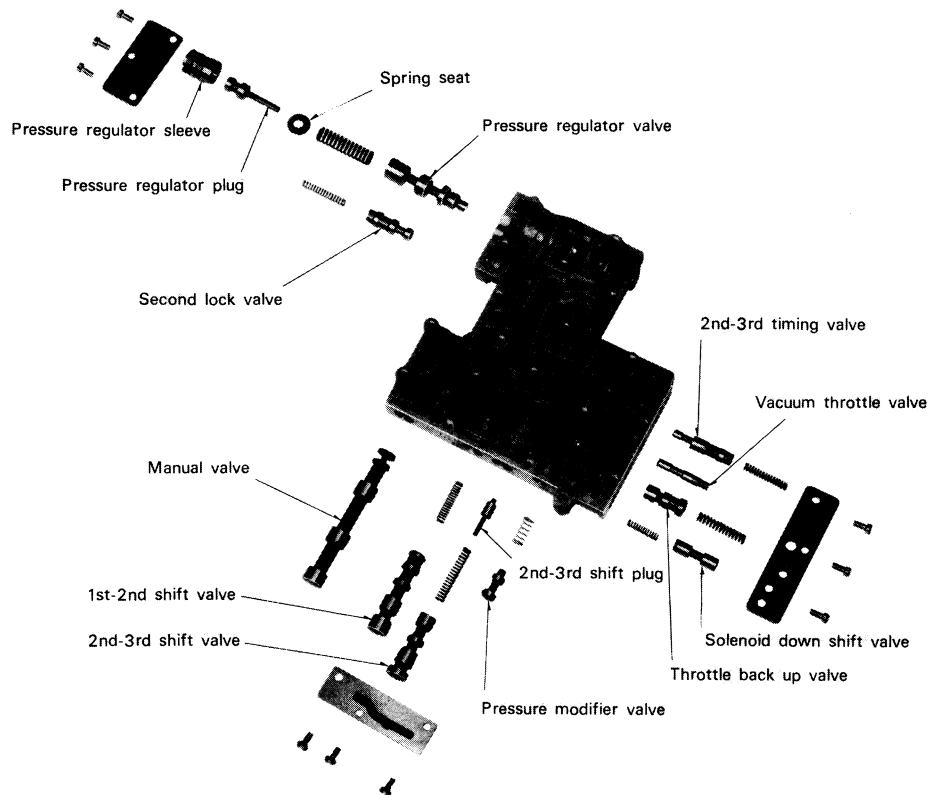 Spring seat
Pressure regulator sleeve
Pressure regulator valve
Pressure regulator plug
Second lock valve
2nd-3rd timing valve
Vacuum throttle valve
Manual valve
2nd-3rd shift plug
1st-2nd shift valve
2nd-3rd shift valve
Solenoid down shift valve
Throttle back up valve
Pressure modifier valve